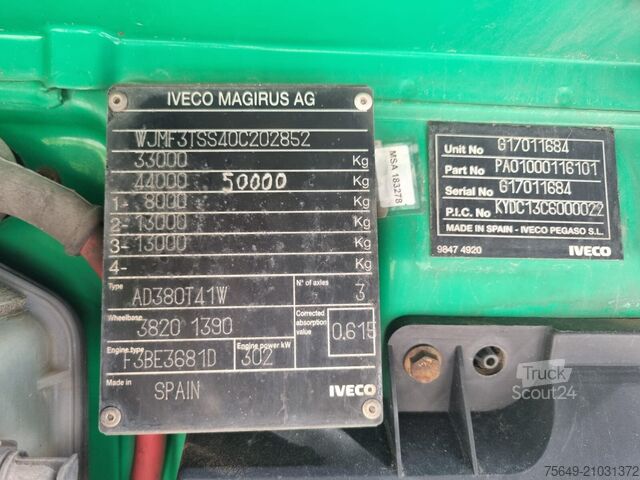 IVECO MAGIRUS AG
WJMF3TSS40C202852
33000 Kg
44000 50000 Kg
1- 8000 Kg
2- 13000 Kg
3- 13000 Kg
4- Kg
Type AD380T41W N° of axles 3
Wheelbase 3820 1390 Corrected absorption value 0.615
Engine type F3BE3681D Engine power kW 302
Made in SPAIN IVECO
MSA 183278
Unit No G17011684
Part No PA01000116101
Serial No G17011684
P.I.C. No KYDC13C6000022
MADE IN SPAIN - IVECO PEGASO S.L.
9847 4920 IVECO
Truck
Scout24
75649-21031372